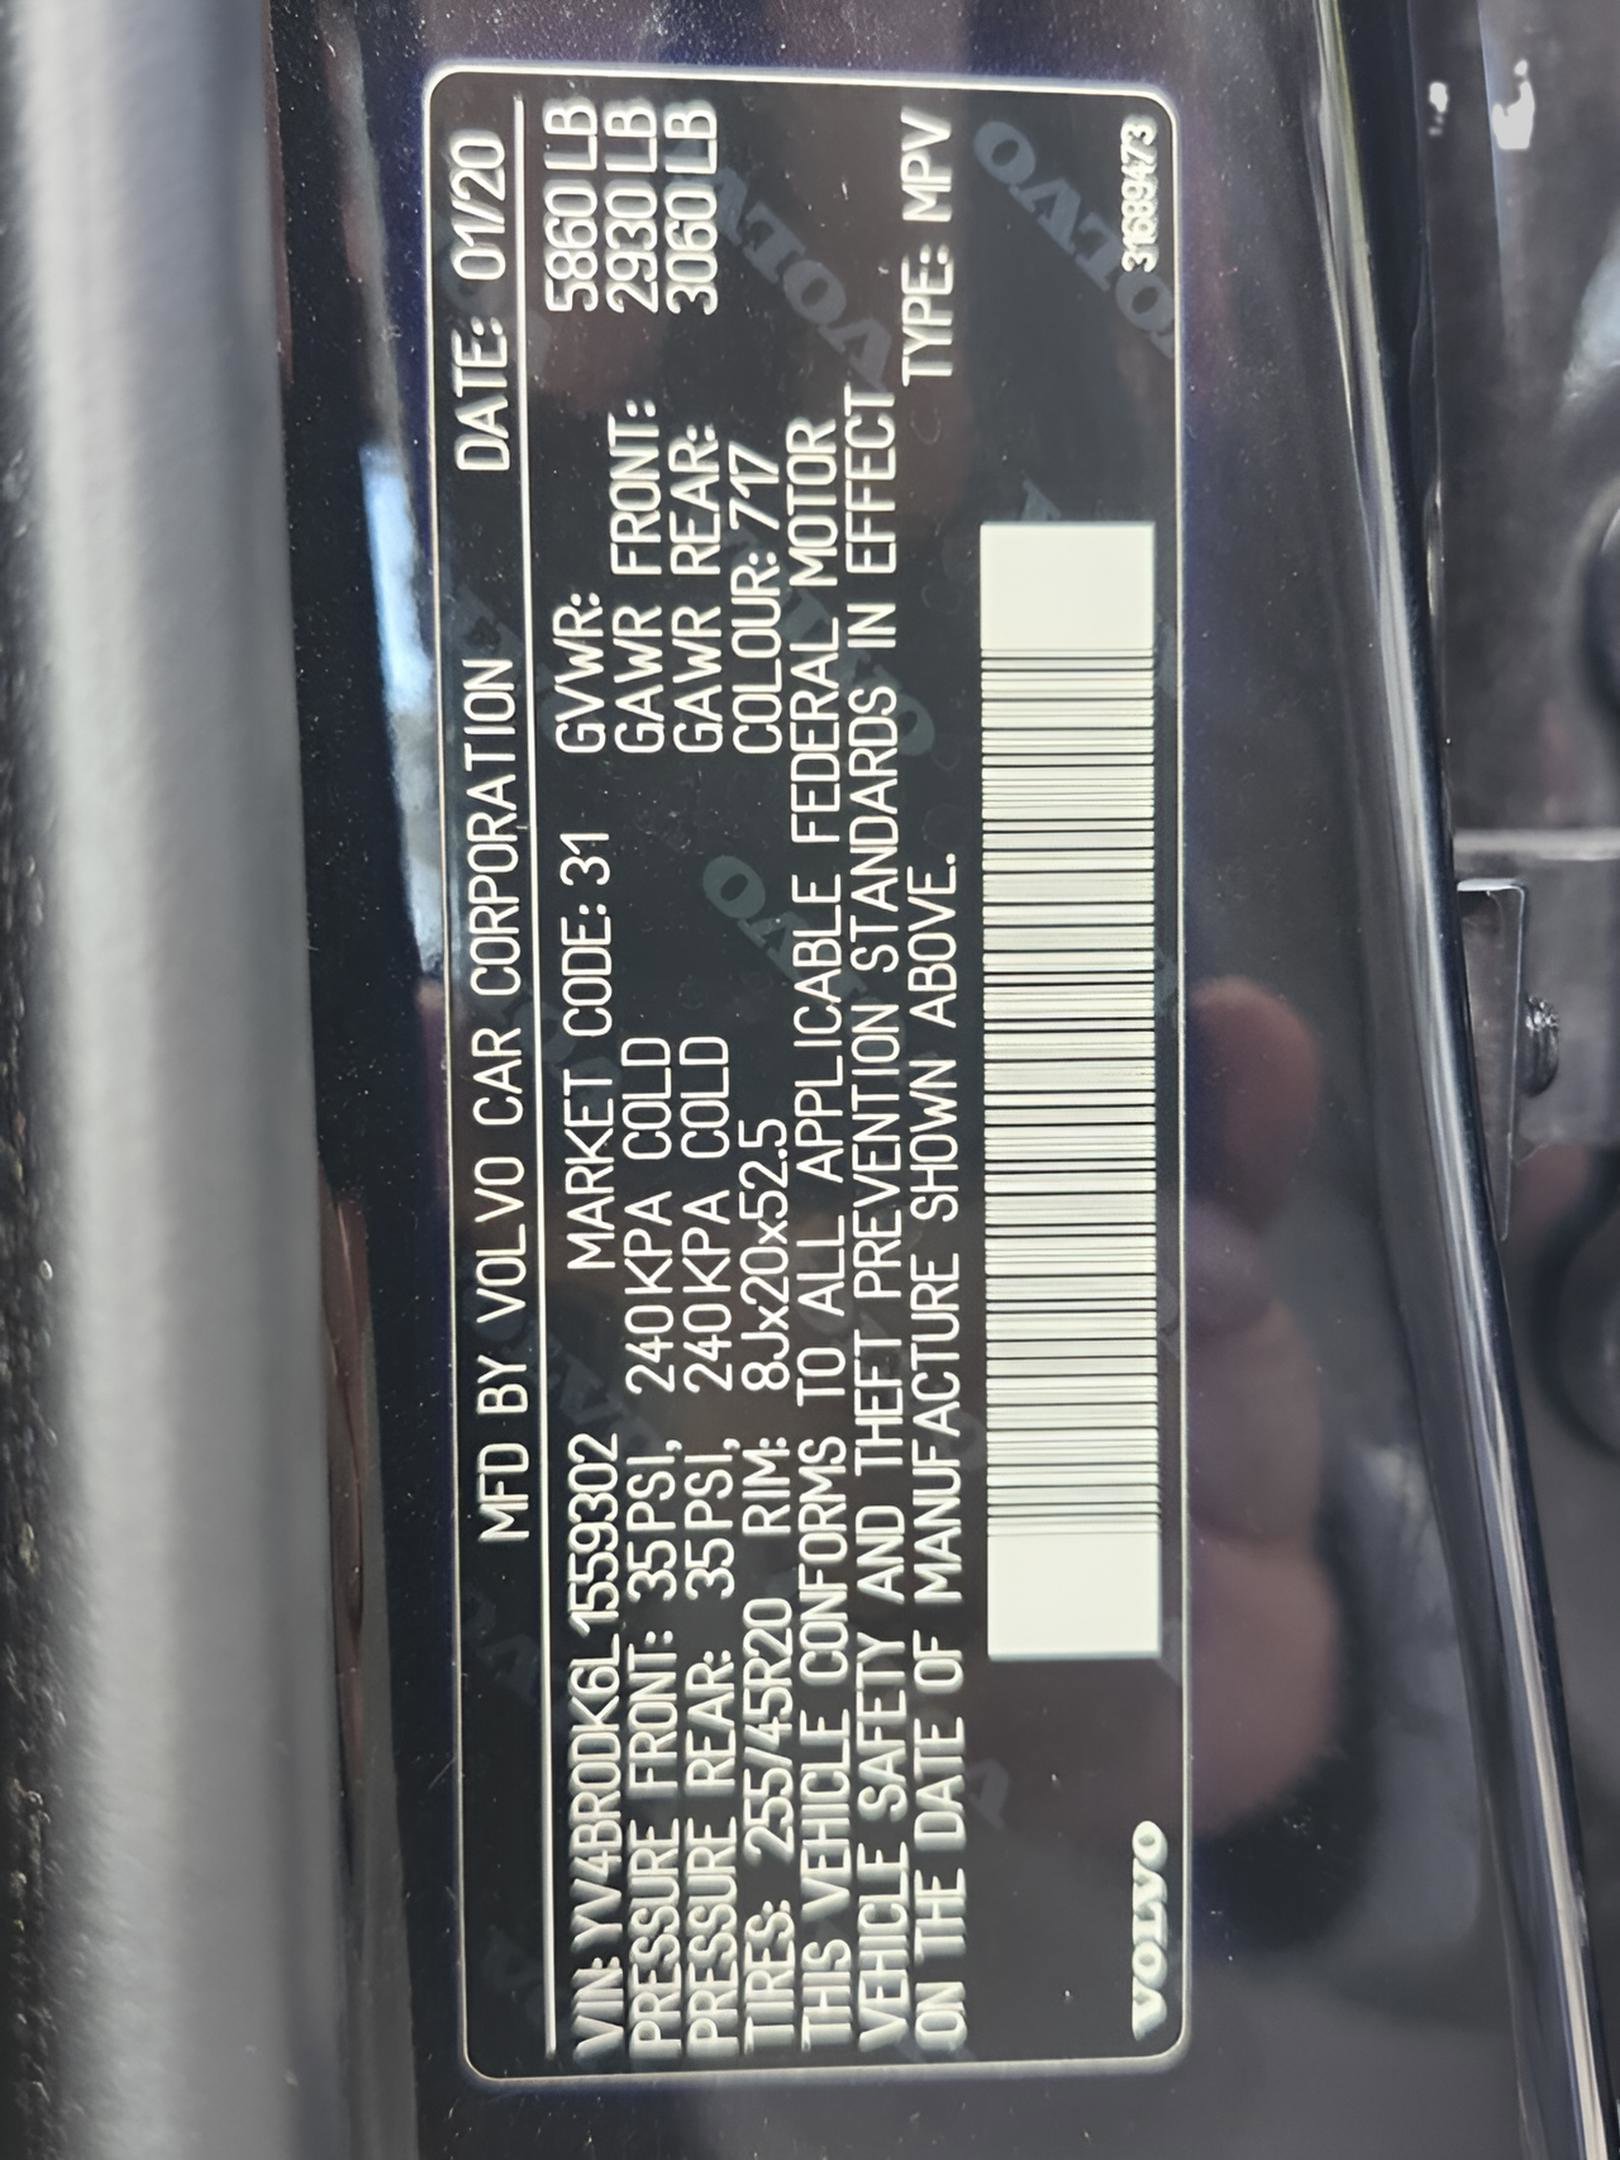 MFD BY VOLVO CAR CORPORATION DATE: 01/20
VIN: YV4BR0DK6L1559302 MARKET CODE: 31 GVWR: 5860 LB
PRESSURE FRONT: 35 PSI, 240 KPA COLD GAWR FRONT: 2930 LB
PRESSURE REAR: 35 PSI, 240 KPA COLD GAWR REAR: 3060 LB
TIRES: 255/45R20 RIM: 8Jx20x52.5 COLOUR: 717
THIS VEHICLE CONFORMS TO ALL APPLICABLE FEDERAL MOTOR
VEHICLE SAFETY AND THEFT PREVENTION STANDARDS IN EFFECT
ON THE DATE OF MANUFACTURE SHOWN ABOVE. TYPE: MPV
VOLVO 31689473